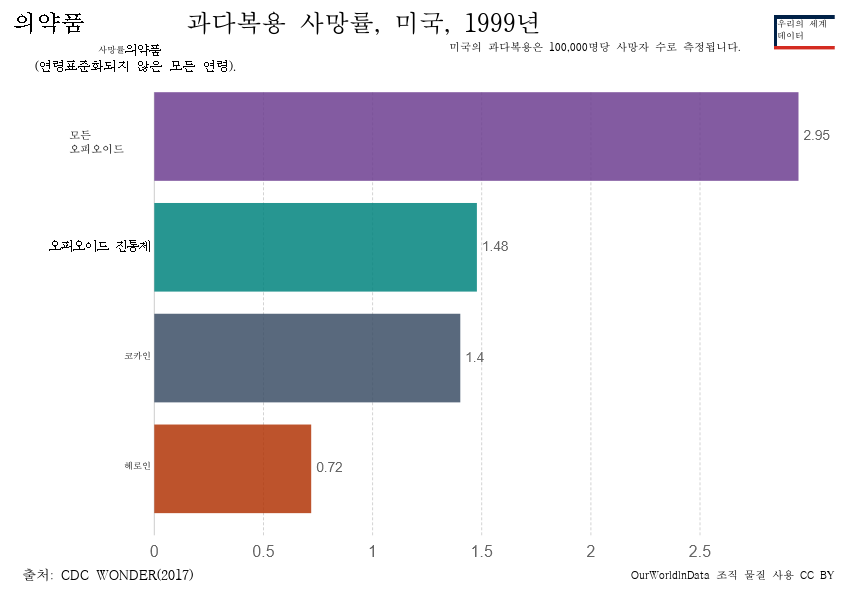 의약품 과다복용 사망률, 미국, 1999년
우리의 세계
데이터
사망률의약품
미국의 과다복용은 100,000명당 사망자 수로 측정됩니다.
(연령표준화되지 않은 모든 연령).
모든
오피오이드
2.95
오피오이드 진통제
1.48
코카인
1.4
헤로인
0.72
0 0.5 1 1.5 2 2.5
출처: CDC WONDER(2017)
OurWorldInData 조직 물질 사용 CC BY